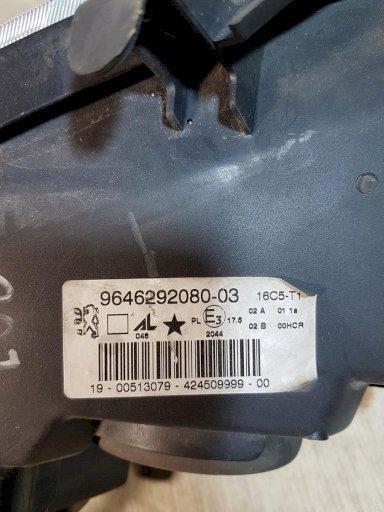 9646292080-03 16C5-T1
AL ★ PL E3 17.5 02 A 01 1a
046 2044 02 B 00HCR
19 - 00513079 - 424509999 - 00